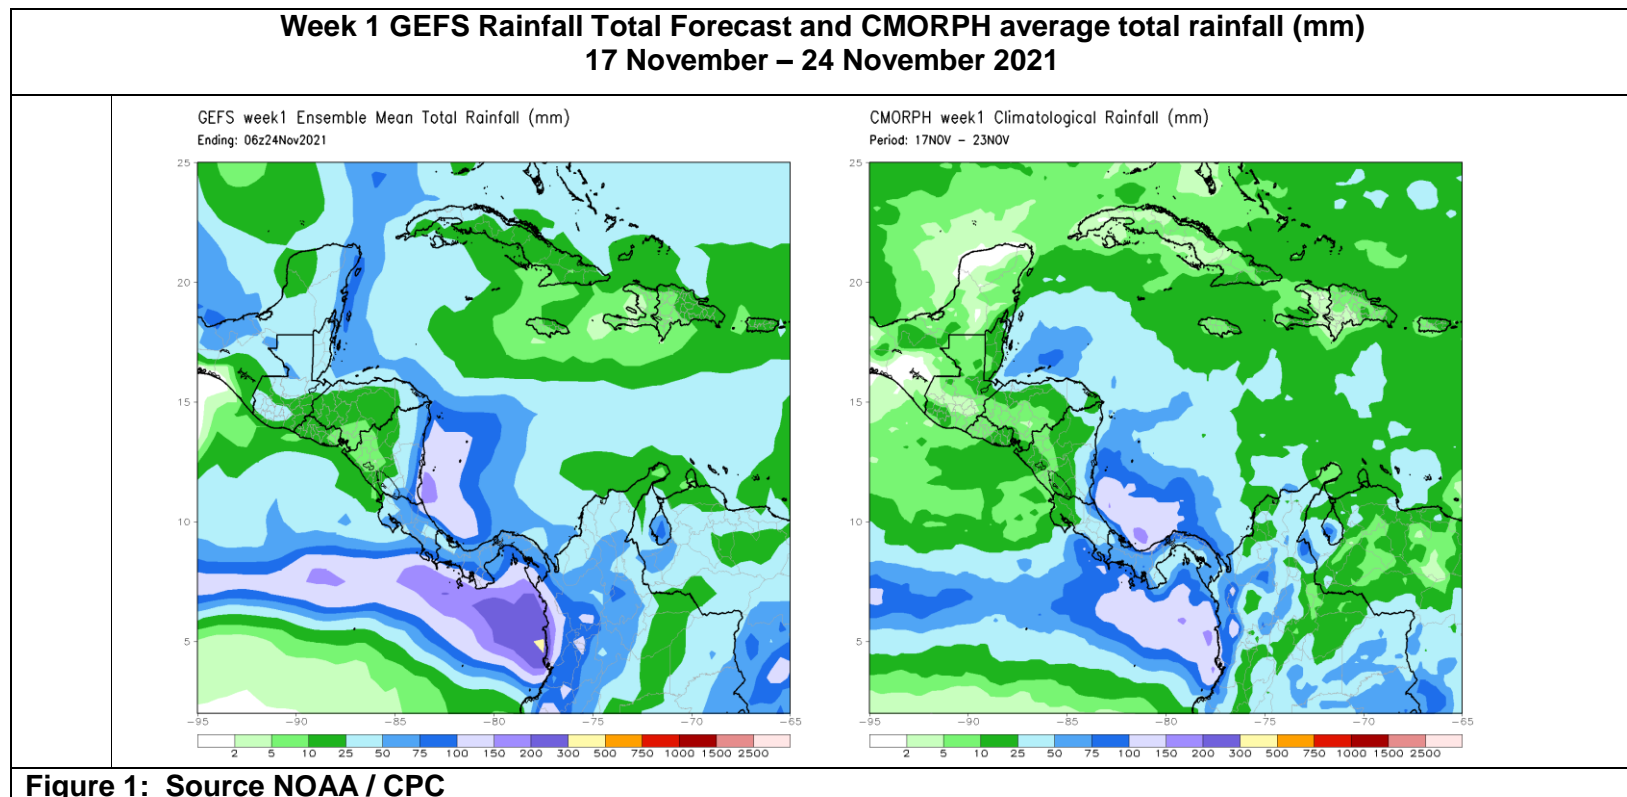 Week 1 GEFS Rainfall Total Forecast and CMORPH average total rainfall (mm)
17 November – 24 November 2021
GEFS week1 Ensemble Mean Total Rainfall (mm)
Ending: 06z24Nov2021
25
20
15
10
5
-95 -90 -85 -80 -75 -70 -65
2 5 10 25 50 75 100 150 200 300 500 750 1000 1500 2500
CMORPH week1 Climatological Rainfall (mm)
Period: 17NOV – 23NOV
25
20
15
10
5
-95 -90 -85 -80 -75 -70 -65
2 5 10 25 50 75 100 150 200 300 500 750 1000 1500 2500
Figure 1: Source NOAA / CPC